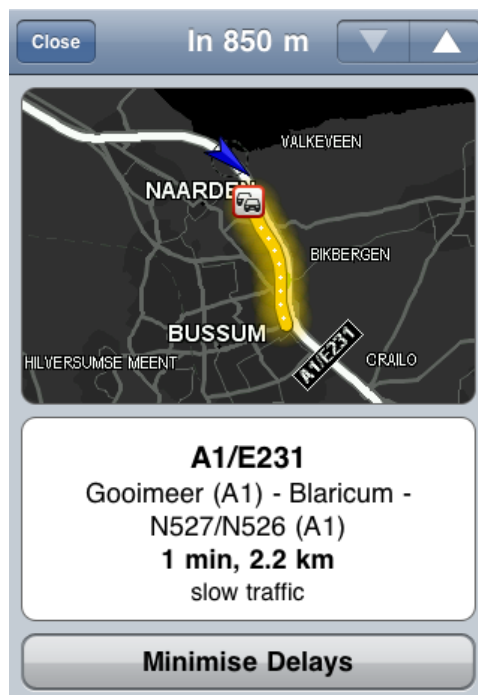 Close
In 850 m
VALKEVEEN
NAARDE
BIKBERGEN
BUSSUM
A1/E231
HILVERSUMSE MEENT
CRAILO
A1/E231
Gooimeer (A1) - Blaricum -
N527/N526 (A1)
1 min, 2.2 km
slow traffic
Minimise Delays